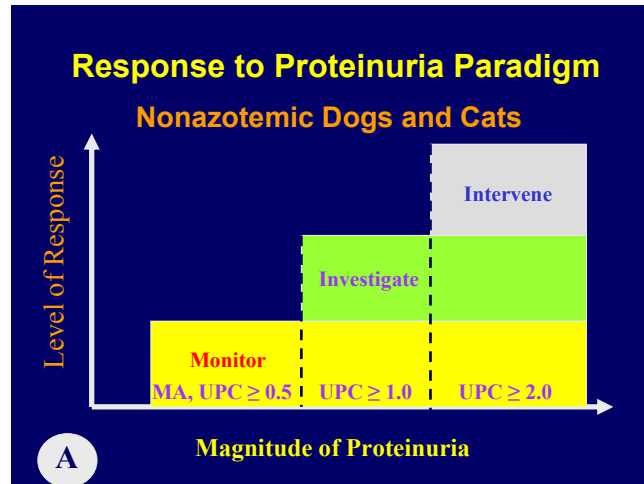 Response to Proteinuria Paradigm
Nonazotemic Dogs and Cats
Level of Response
Intervene
Investigate
Monitor
MA, UPC ≥ 0.5
UPC ≥ 1.0
UPC ≥ 2.0
Magnitude of Proteinuria
A